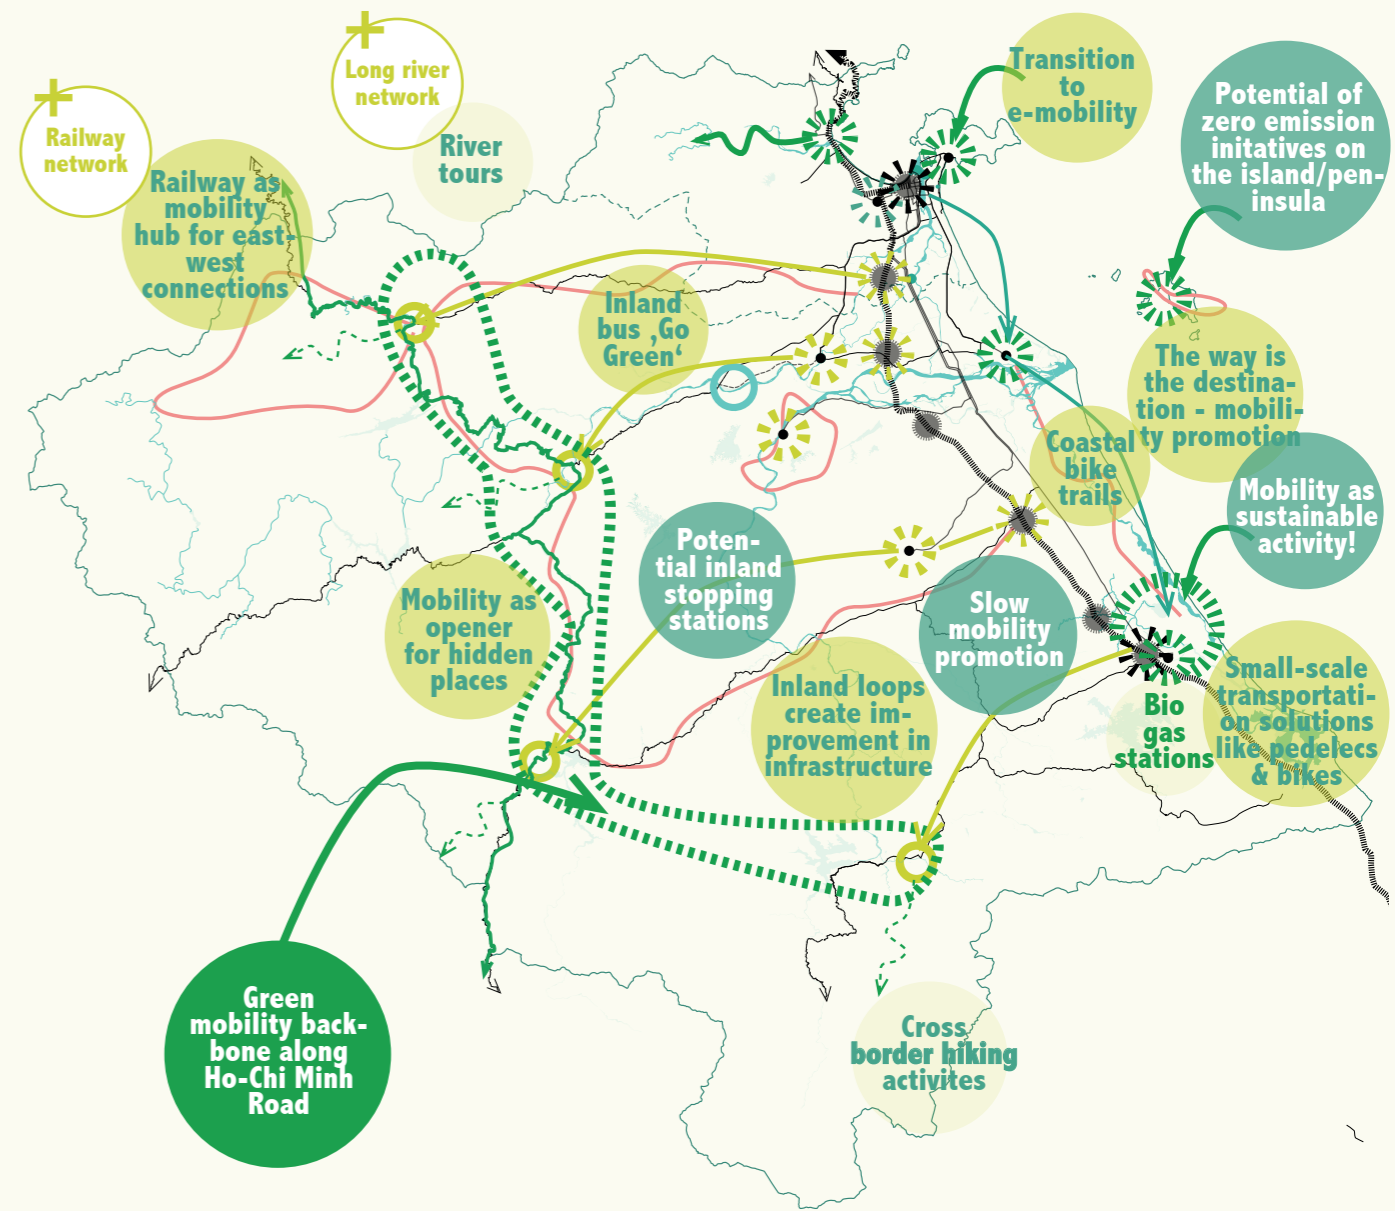 Long river
network
Railway
network
Railway as
mobility
hub for east-
west
connections
River
tours
Transition
to
e-mobility
Potential of
zero emission
initatives on
the island/pen-
insula
Inland
bus ‚Go
Green‘
The way is
the destina-
tion - mobili-
ty promotion
Coastal
bike
trails
Mobility as
sustainable
activity!
Poten-
tial inland
stopping
stations
Mobility as
opener
for hidden
places
Slow
mobility
promotion
Inland loops
create im-
provement in
infrastructure
Bio
gas
stations
Small-scale
transportati-
on solutions
like pedelecs
& bikes
Green
mobility back-
bone along
Ho-Chi Minh
Road
Cross
border hiking
activites